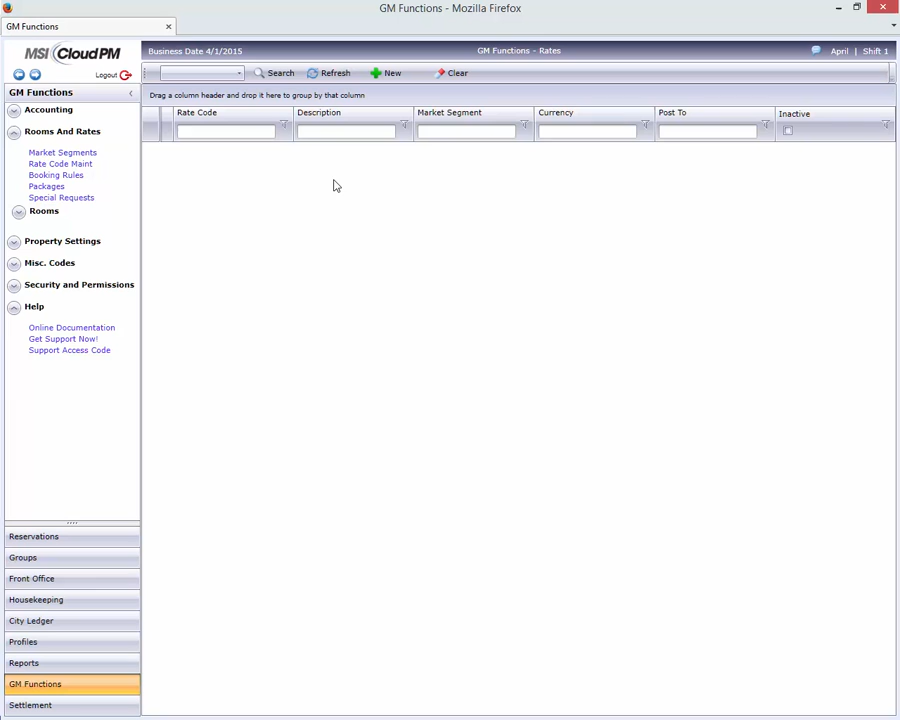 GM Functions - Mozilla Firefox
GM Functions
MSI CloudPM
Business Date 4/1/2015
GM Functions - Rates
April | Shift 1
Logout
Search
Refresh
New
Clear
GM Functions
Drag a column header and drop it here to group by that column
Accounting
Rooms And Rates
Market Segments
Rate Code Maint
Booking Rules
Packages
Special Requests
Rooms
Property Settings
Misc. Codes
Security and Permissions
Help
Online Documentation
Get Support Now!
Support Access Code
Rate Code
Description
Market Segment
Currency
Post To
Inactive
Reservations
Groups
Front Office
Housekeeping
City Ledger
Profiles
Reports
GM Functions
Settlement